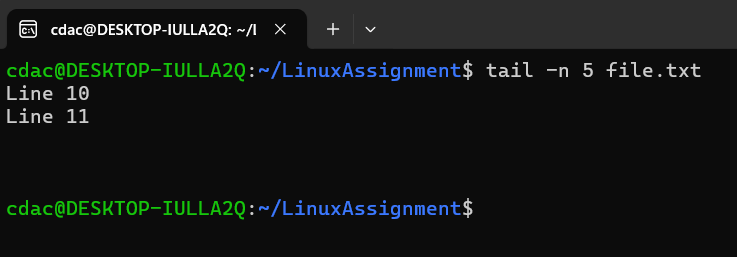 cdac@DESKTOP-IULLA2Q: ~/l
cdac@DESKTOP-IULLA2Q:~/LinuxAssignment$ tail -n 5 file.txt
Line 10
Line 11
cdac@DESKTOP-IULLA2Q:~/LinuxAssignment$